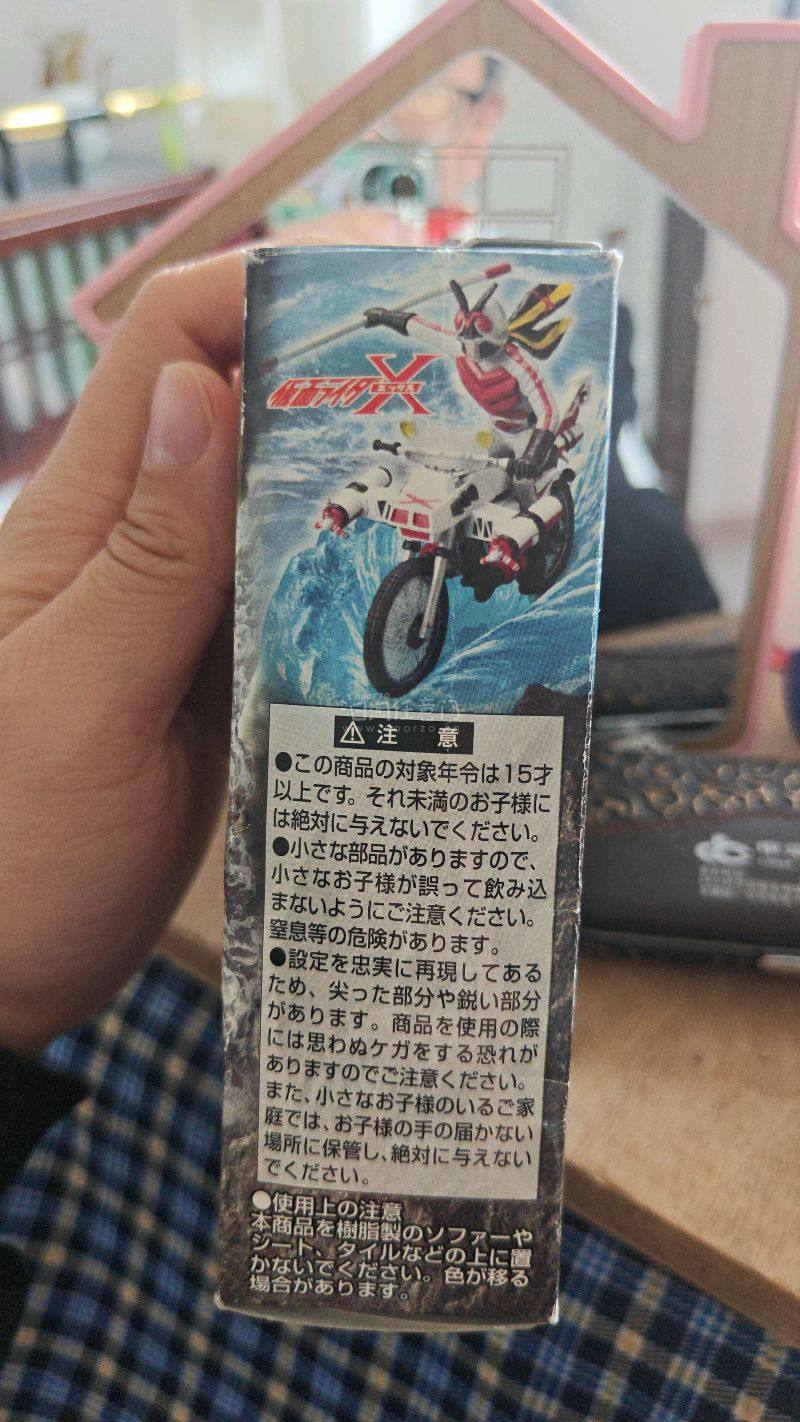 仮面ライダーX
エックス
注 意
●この商品の対象年令は15才
以上です。それ未満のお子様に
は絶対に与えないでください。
●小さな部品がありますので、
小さなお子様が誤って飲み込
まないようにご注意ください。
窒息等の危険があります。
●設定を忠実に再現してある
ため、尖った部分や鋭い部分
があります。商品を使用の際
には思わぬケガをする恐れが
ありますのでご注意ください。
また、小さなお子様のいるご家
庭では、お子様の手の届かない
場所に保管し、絶対に与えない
でください。
●使用上の注意
本商品を樹脂製のソファーや
シート、タイルなどの上に置
かないでください。色が移る
場合があります。